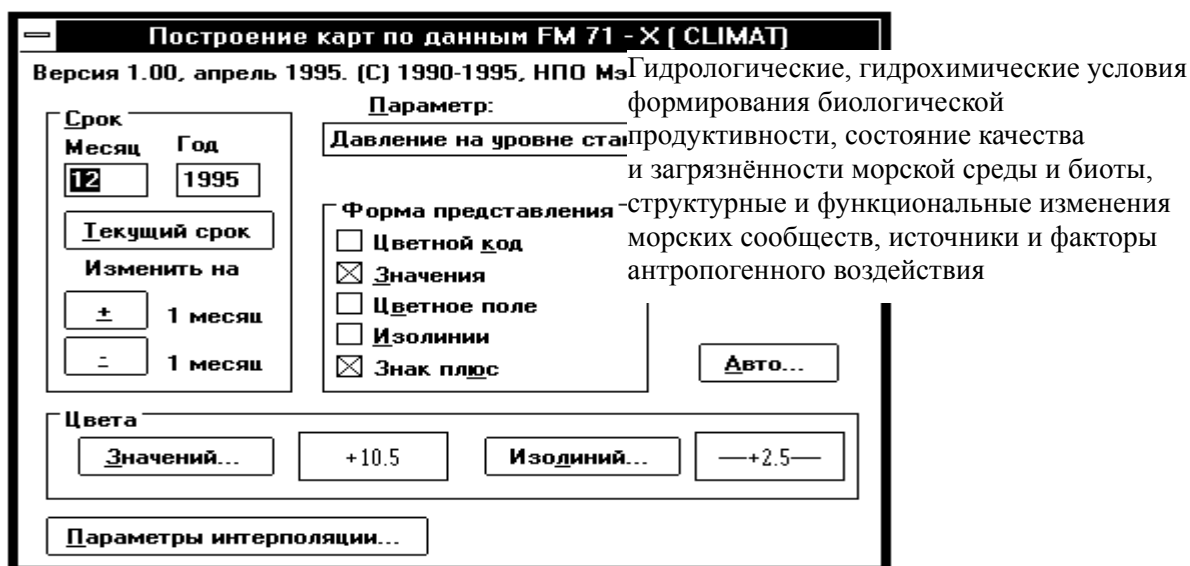 Построение карт по данным FM 71 - X ( CLIMAT)
Версия 1.00, апрель 1995. (C) 1990-1995, НПО
Гидрологические, гидрохимические условия
формирования биологической
продуктивности, состояние качества
и загрязнённости морской среды и биоты,
структурные и функциональные изменения
морских сообществ, источники и факторы
антропогенного воздействия
Срок
Месяц Год
12 1995
Текущий срок
Изменить на
+ 1 месяц
- 1 месяц
Параметр:
Давление на уровне
Форма представления
Цветной код
Значения
Цветное поле
Изолинии
Знак плюс
Авто...
Цвета
Значений... +10.5 Изолиний... +2.5
Параметры интерполяции...